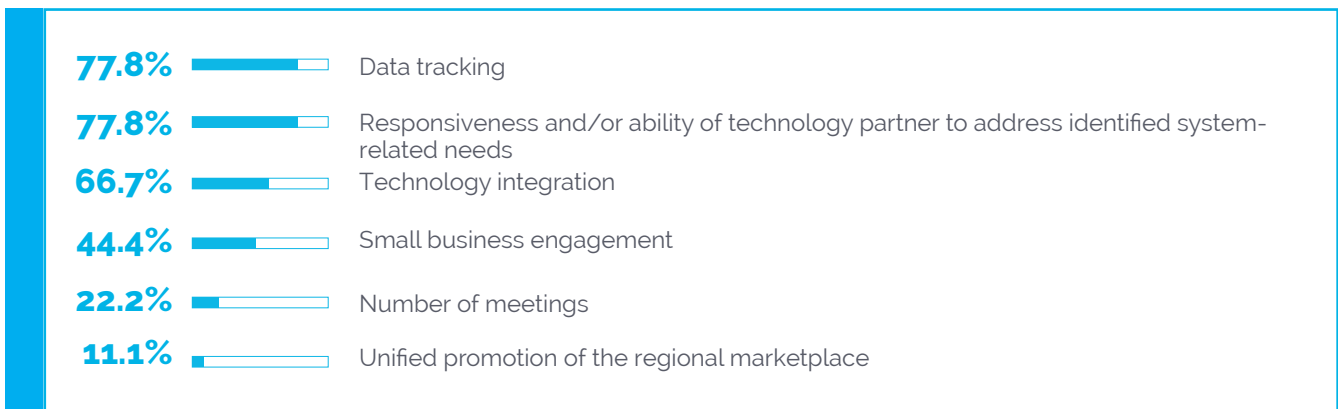 77.8% Data tracking
77.8% Responsiveness and/or ability of technology partner to address identified system-
related needs
66.7% Technology integration
44.4% Small business engagement
22.2% Number of meetings
11.1% Unified promotion of the regional marketplace